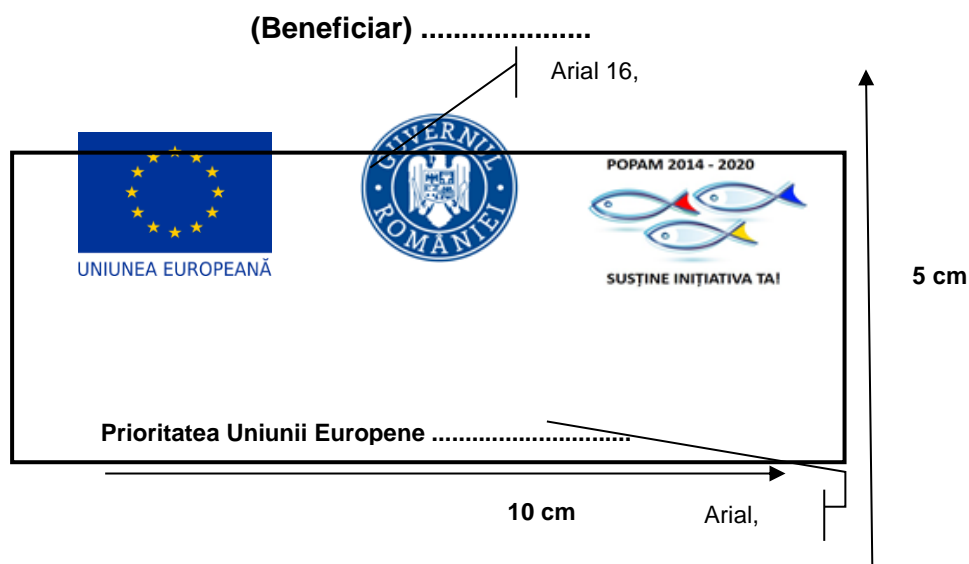 (Beneficiar) .....................
Arial 16,
GUVERNUL ROMÂNIEI
POPAM 2014 - 2020
UNIUNEA EUROPEANĂ
SUSȚINE INIȚIATIVA TA!
5 cm
Prioritatea Uniunii Europene ..............................
10 cm
Arial,